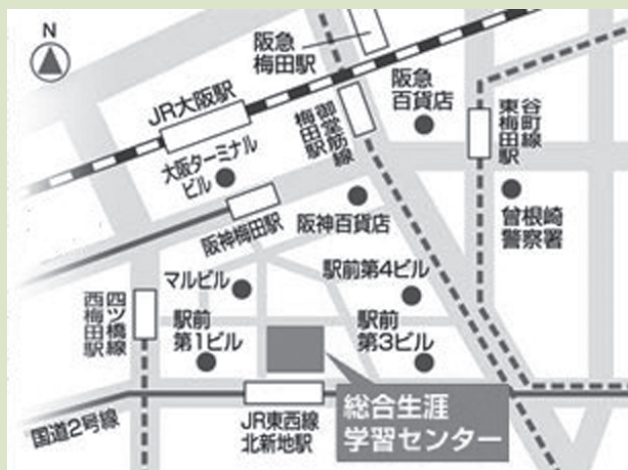 N
阪急
梅田駅
JR大阪駅
阪急
百貨店
御堂筋線
梅田駅
谷町線
東梅田駅
大阪ターミナル
ビル
阪神梅田駅
阪神百貨店
曾根崎
警察署
マルビル
駅前第4ビル
四ツ橋線
西梅田駅
駅前
第1ビル
駅前
第3ビル
総合生涯
学習センター
国道2号線
JR東西線
北新地駅